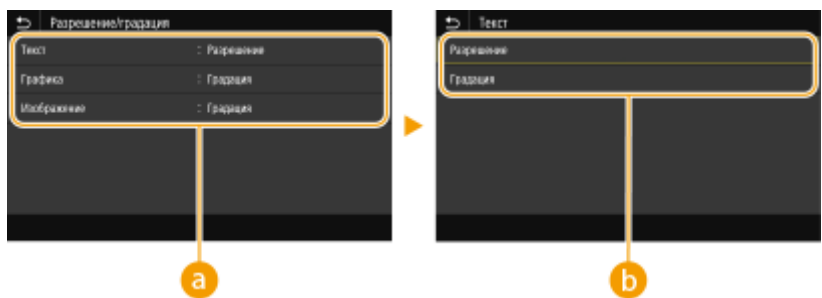 Разрешение/градация
Текст : Разрешение
Графика : Градация
Изображение : Градация
a
Текст
Разрешение
Градация
b